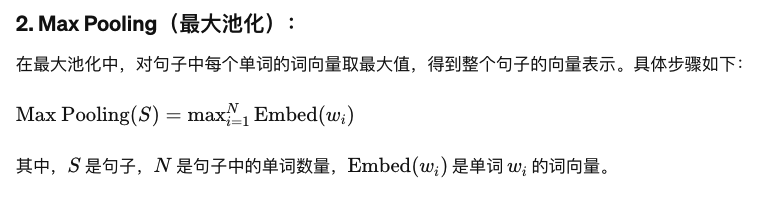 2. Max Pooling（最大池化）：
在最大池化中，对句子中每个单词的词向量取最大值，得到整个句子的向量表示。具体步骤如下：
Max Pooling(S) = max_{i=1}^{N} Embed(w_i)
其中，S 是句子，N 是句子中的单词数量，Embed(w_i) 是单词 w_i 的词向量。